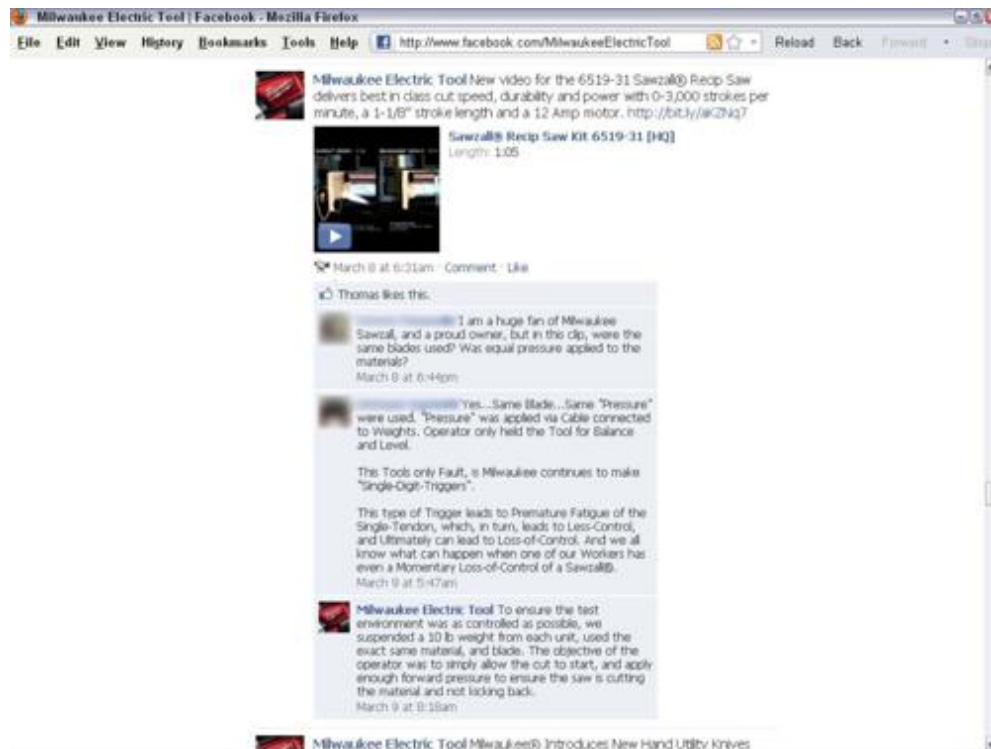 Milwaukee Electric Tool | Facebook - Mozilla Firefox
File Edit View History Bookmarks Tools Help http://www.facebook.com/MilwaukeeElectricTool Reload Back Forward Stop
Milwaukee Electric Tool New video for the 6519-31 Sawzall® Recip Saw
delivers best in class cut speed, durability and power with 0-3,000 strokes per
minute, a 1-1/8" stroke length and a 12 Amp motor.
Sawzall® Recip Saw Kit 6519-31 [HQ]
Length: 1:05
March 8 at 6:31am · Comment · Like
Thomas likes this.
I am a huge fan of Milwaukee
Sawzall, and a proud owner, but in this clip, were the
same blades used? Was equal pressure applied to the
materials?
March 8 at 6:44pm
Yes...Same Blade...Same "Pressure"
were used. "Pressure" was applied via Cable connected
to Weights. Operator only held the Tool for Balance
and Level.
This Tools only Fault, is Milwaukee continues to make
"Single-Digit-Triggers".
This type of Trigger leads to Premature Fatigue of the
Single-Tendon, which, in turn, leads to Less-Control,
and Ultimately can lead to Loss-of-Control. And we all
know what can happen when one of our Workers has
even a Momentary Loss-of-Control of a Sawzall®.
March 9 at 5:47am
Milwaukee Electric Tool To ensure the test
environment was as controlled as possible, we
suspended a 10 lb weight from each unit, used the
exact same material, and blade. The objective of the
operator was to simply allow the cut to start, and apply
enough forward pressure to ensure the saw is cutting
the material and not kicking back.
March 9 at 8:18am
Milwaukee Electric Tool Milwaukee® Introduces New Hand Utility Knives